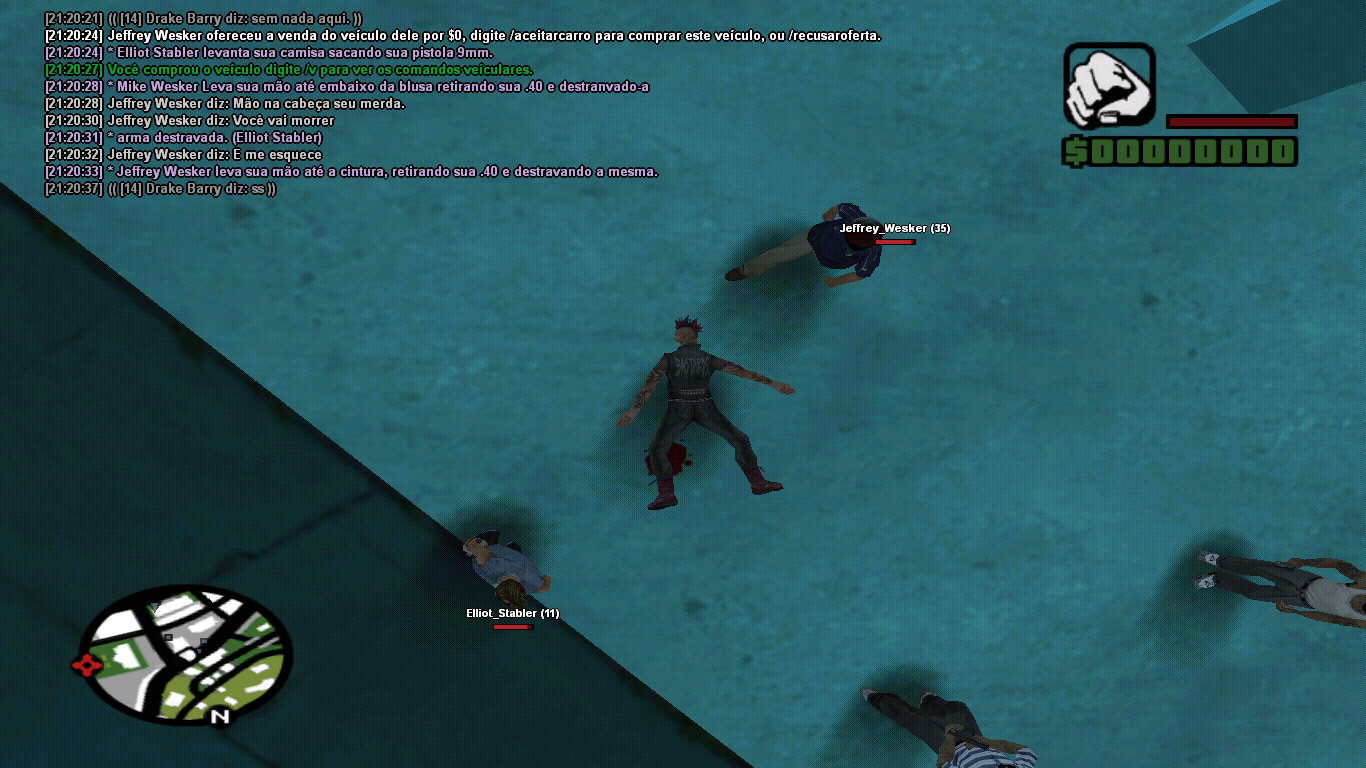 [21:20:21] (( [14] Drake Barry diz: sem nada aqui. ))
[21:20:24] Jeffrey Wesker ofereceu a venda do veículo dele por $0, digite /aceitarcarro para comprar este veículo, ou /recusaroferta.
[21:20:24] * Elliot Stabler levanta sua camisa sacando sua pistola 9mm.
[21:20:27] Você comprou o veículo digite /v para ver os comandos veículares.
[21:20:28] * Mike Wesker Leva sua mão até embaixo da blusa retirando sua .40 e destranvado-a
[21:20:28] Jeffrey Wesker diz: Mão na cabeça seu merda.
[21:20:30] Jeffrey Wesker diz: Você vai morrer
[21:20:31] * arma destravada. (Elliot Stabler)
[21:20:32] Jeffrey Wesker diz: E me esquece
[21:20:33] * Jeffrey Wesker leva sua mão até a cintura, retirando sua .40 e destravando a mesma.
[21:20:37] (( [14] Drake Barry diz: ss ))
$00000000
Jeffrey_Wesker (35)
Elliot_Stabler (11)
N